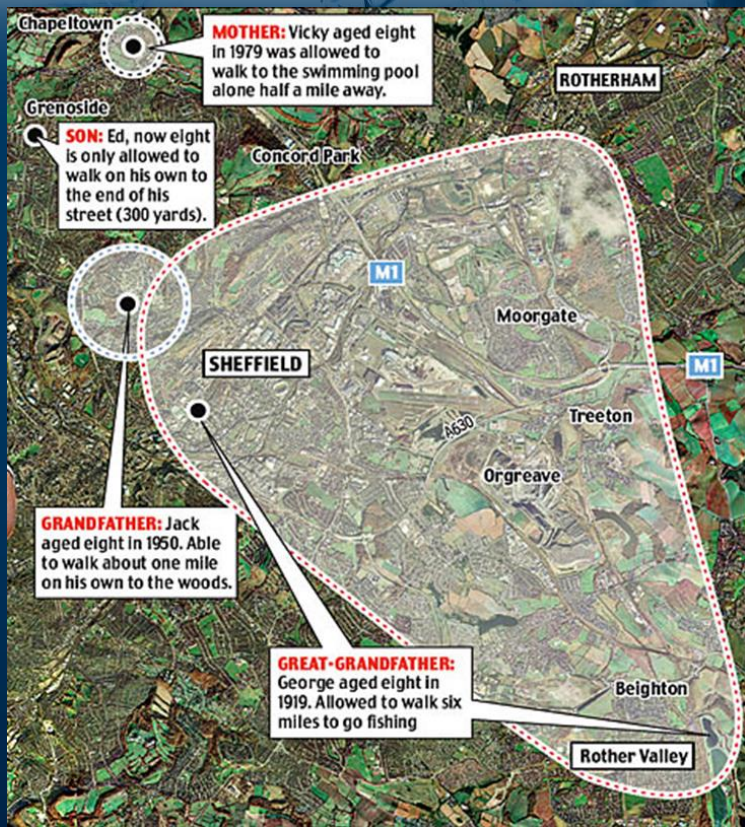 Chapeltown
MOTHER: Vicky aged eight
in 1979 was allowed to
walk to the swimming pool
alone half a mile away.
ROTHERHAM
Grenoside
SON: Ed, now eight
is only allowed to
walk on his own to
the end of his
street (300 yards).
Concord Park
M1
Moorgate
SHEFFIELD
M1
Treeton
A630
Orgreave
GRANDFATHER: Jack
aged eight in 1950. Able
to walk about one mile
on his own to the woods.
GREAT-GRANDFATHER:
George aged eight in
1919. Allowed to walk six
miles to go fishing
Beighton
Rother Valley